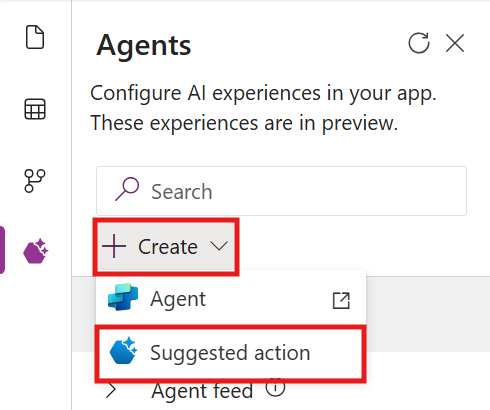 Agents
Configure AI experiences in your app.
These experiences are in preview.
Search
Create
Agent
Suggested action
Agent feed